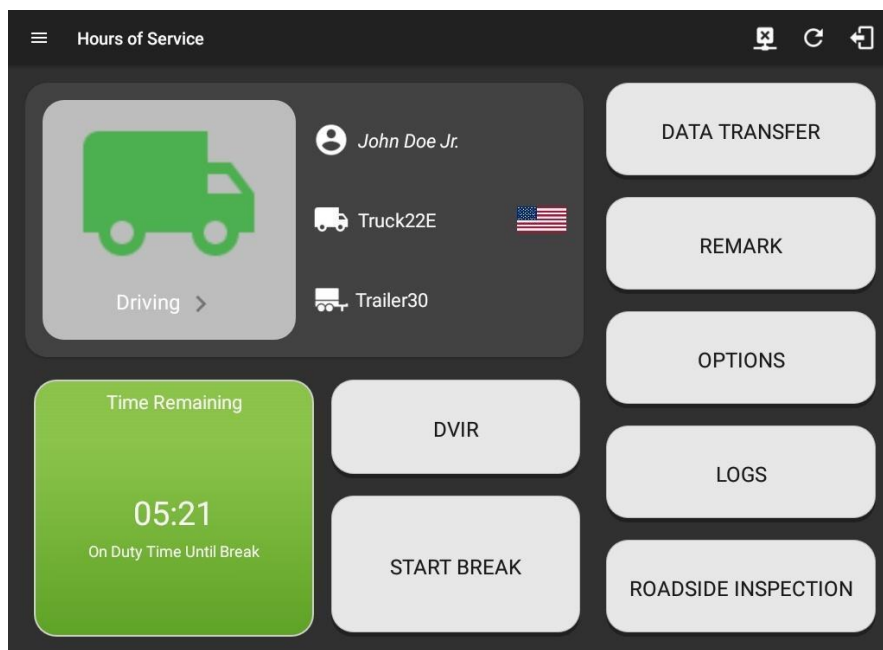 Hours of Service
John Doe Jr.
Truck22E
Driving
Trailer30
Time Remaining
05:21
On Duty Time Until Break
DVIR
START BREAK
DATA TRANSFER
REMARK
OPTIONS
LOGS
ROADSIDE INSPECTION